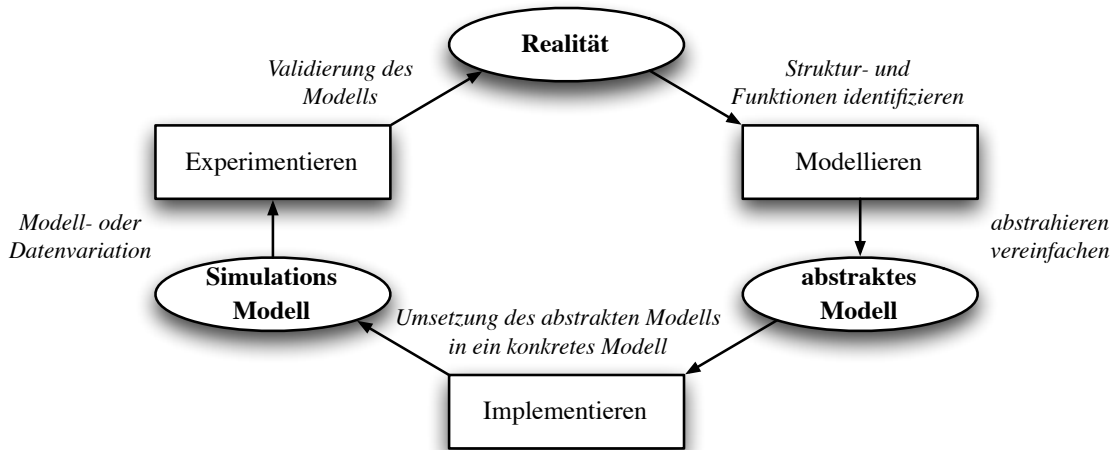 Realität
Validierung des
Modells
Struktur- und
Funktionen identifizieren
Experimentieren
Modellieren
Modell- oder
Datenvariation
abstrahieren
vereinfachen
Simulations
Modell
abstraktes
Modell
Umsetzung des abstrakten Modells
in ein konkretes Modell
Implementieren